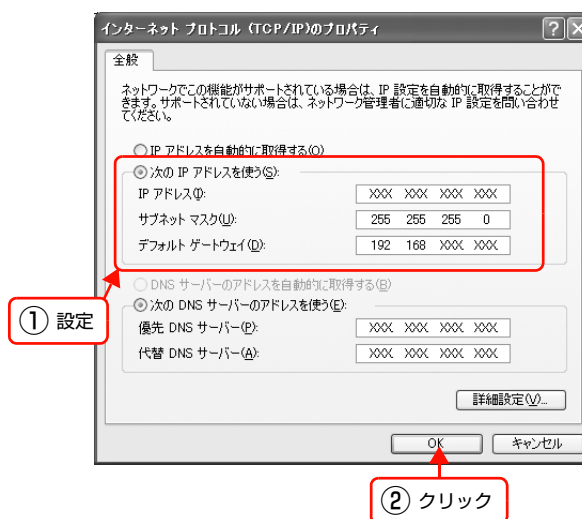 インターネット プロトコル (TCP/IP)のプロパティ
全般
ネットワークでこの機能がサポートされている場合は、IP 設定を自動的に取得することがで
きます。サポートされていない場合は、ネットワーク管理者に適切な IP 設定を問い合わせ
てください。
IP アドレスを自動的に取得する(O)
次の IP アドレスを使う(S):
IP アドレス(I): XXX XXX XXX XXX
サブネット マスク(U): 255 255 255 0
デフォルト ゲートウェイ(D): 192 168 XXX XXX
DNS サーバーのアドレスを自動的に取得する(B)
次の DNS サーバーのアドレスを使う(E):
① 設定
優先 DNS サーバー(P): XXX XXX XXX XXX
代替 DNS サーバー(A): XXX XXX XXX XXX
詳細設定(V)...
OK キャンセル
② クリック